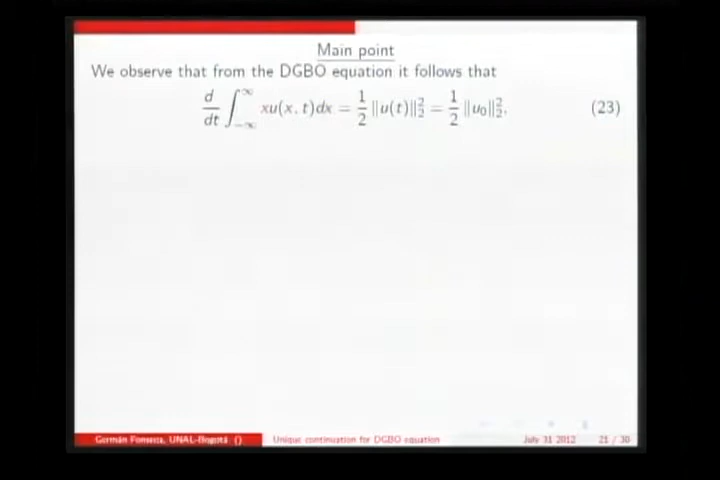 Main point
We observe that from the DGBO equation it follows that
d/dt ∫_{-∞}^{∞} xu(x, t)dx = 1/2 ||u(t)||_2^2 = 1/2 ||u_0||_2^2. (23)
Germán Fonseca, UNAL-Bogotá () Unique continuation for DGBO equation July 31 2012 21 / 30